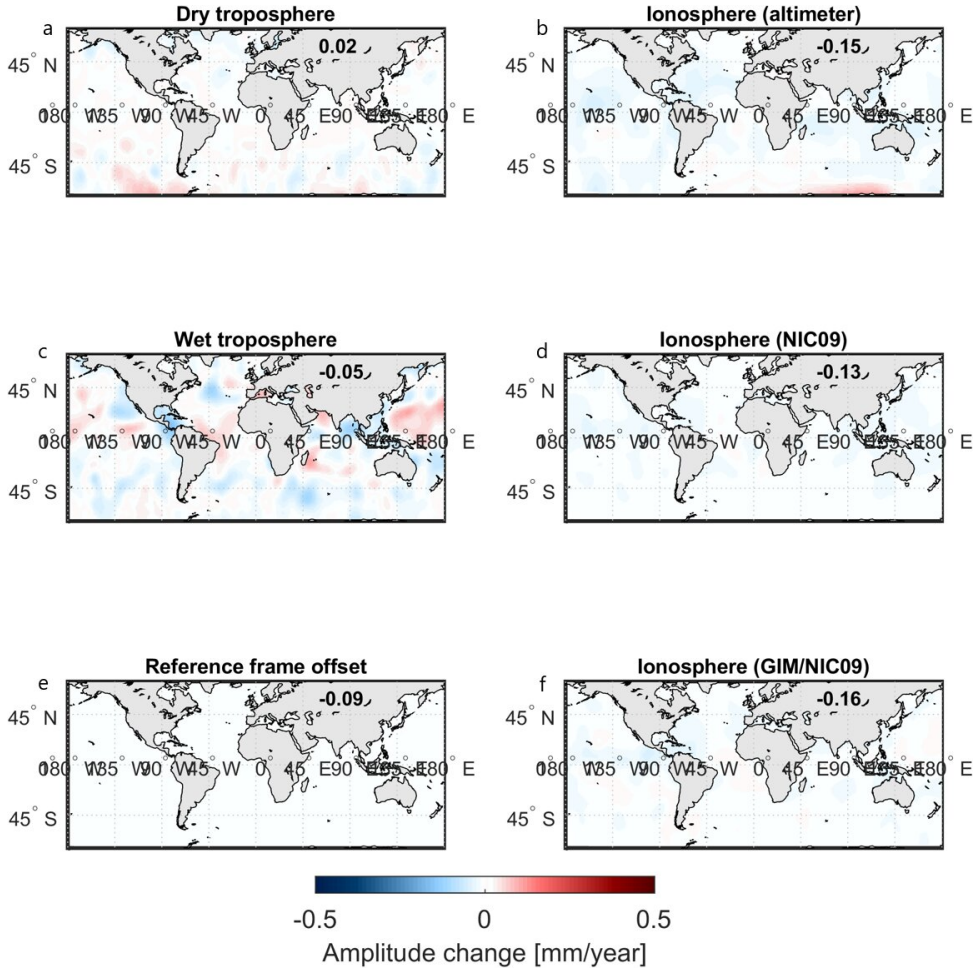 a
Dry troposphere
0.02
45° N
45° S
b
Ionosphere (altimeter)
-0.15
45° N
45° S
c
Wet troposphere
-0.05
45° N
45° S
d
Ionosphere (NIC09)
-0.13
45° N
45° S
e
Reference frame offset
-0.09
45° N
45° S
f
Ionosphere (GIM/NIC09)
-0.16
45° N
45° S
-0.5 0 0.5
Amplitude change [mm/year]